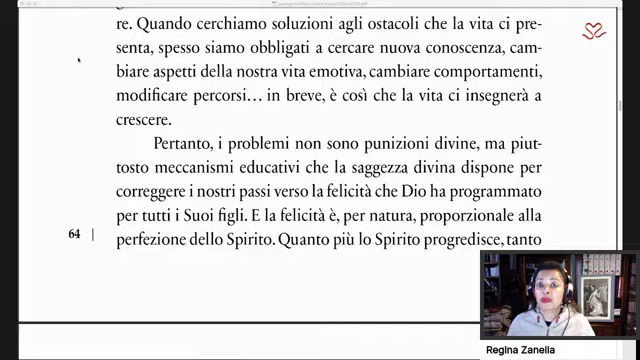 re. Quando cerchiamo soluzioni agli ostacoli che la vita ci pre-
senta, spesso siamo obbligati a cercare nuova conoscenza, cam-
biare aspetti della nostra vita emotiva, cambiare comportamenti,
modificare percorsi… in breve, è così che la vita ci insegnerà a
crescere.
Pertanto, i problemi non sono punizioni divine, ma piut-
tosto meccanismi educativi che la saggezza divina dispone per
correggere i nostri passi verso la felicità che Dio ha programmato
per tutti i Suoi figli. E la felicità è, per natura, proporzionale alla
perfezione dello Spirito. Quanto più lo Spirito progredisce, tanto
64
Regina Zanella